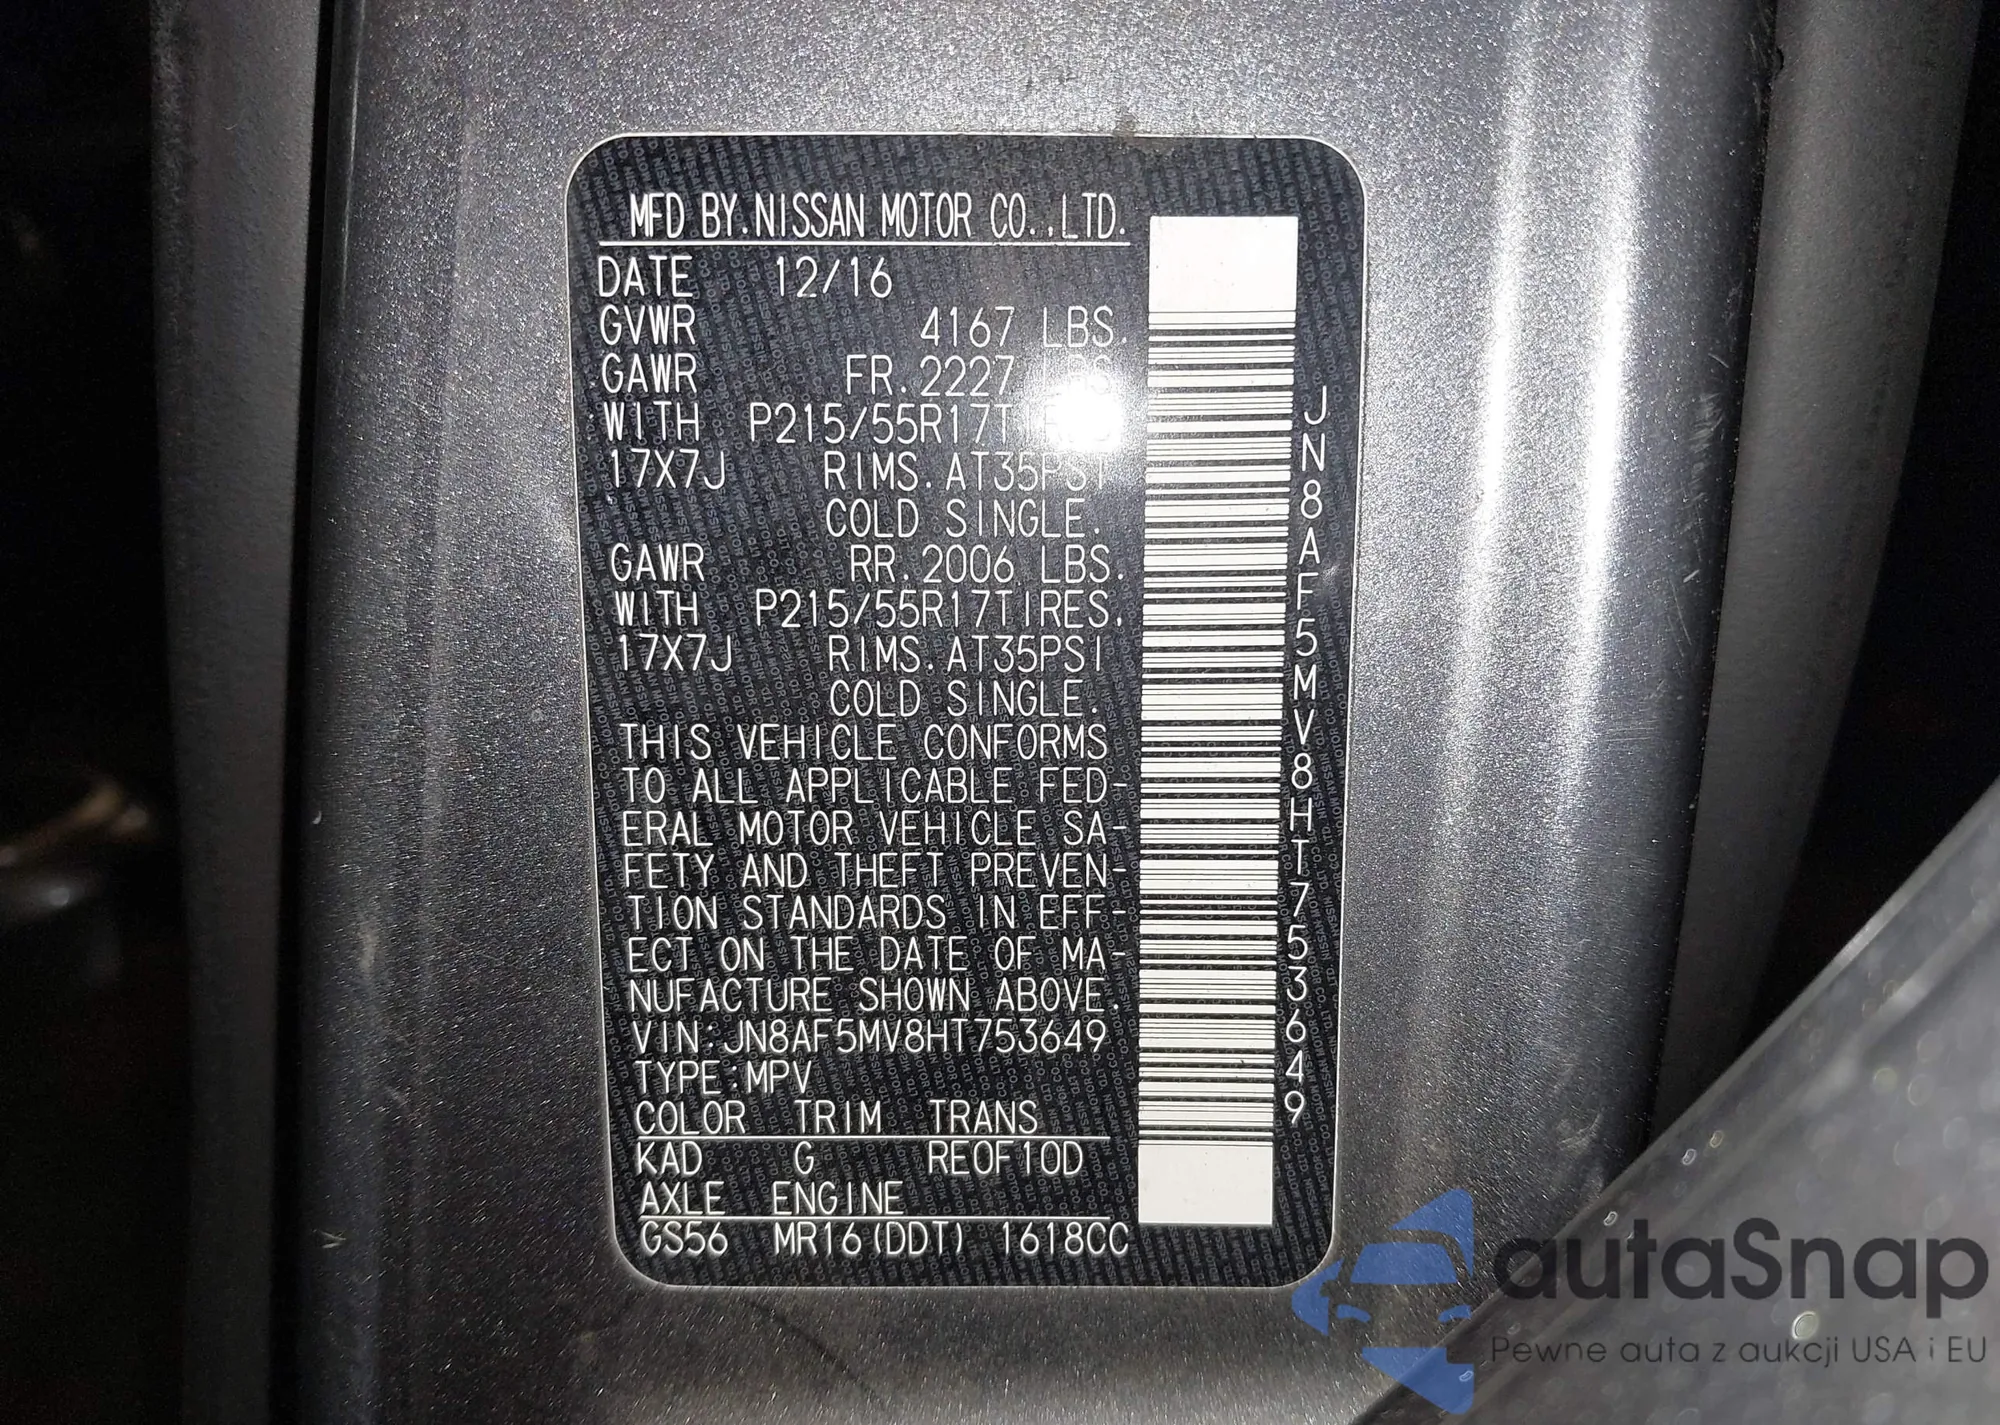 MFD BY.NISSAN MOTOR CO.,LTD.
DATE 12/16
GVWR 4167 LBS.
GAWR FR.2227 LBS
WITH P215/55R17TIRES
17X7J RIMS.AT35PSI
COLD SINGLE.
GAWR RR.2006 LBS.
WITH P215/55R17TIRES.
17X7J RIMS.AT35PSI
COLD SINGLE.
THIS VEHICLE CONFORMS
TO ALL APPLICABLE FED-
ERAL MOTOR VEHICLE SA-
FETY AND THEFT PREVEN-
TION STANDARDS IN EFF-
ECT ON THE DATE OF MA-
NUFACTURE SHOWN ABOVE.
VIN:JN8AF5MV8HT753649
TYPE:MPV
COLOR TRIM TRANS
KAD G RE0F10D
AXLE ENGINE
GS56 MR16(DDT) 1618CC
JN8AF5MV8HT753649
autaSnap
Pewne auta z aukcji USA i EU